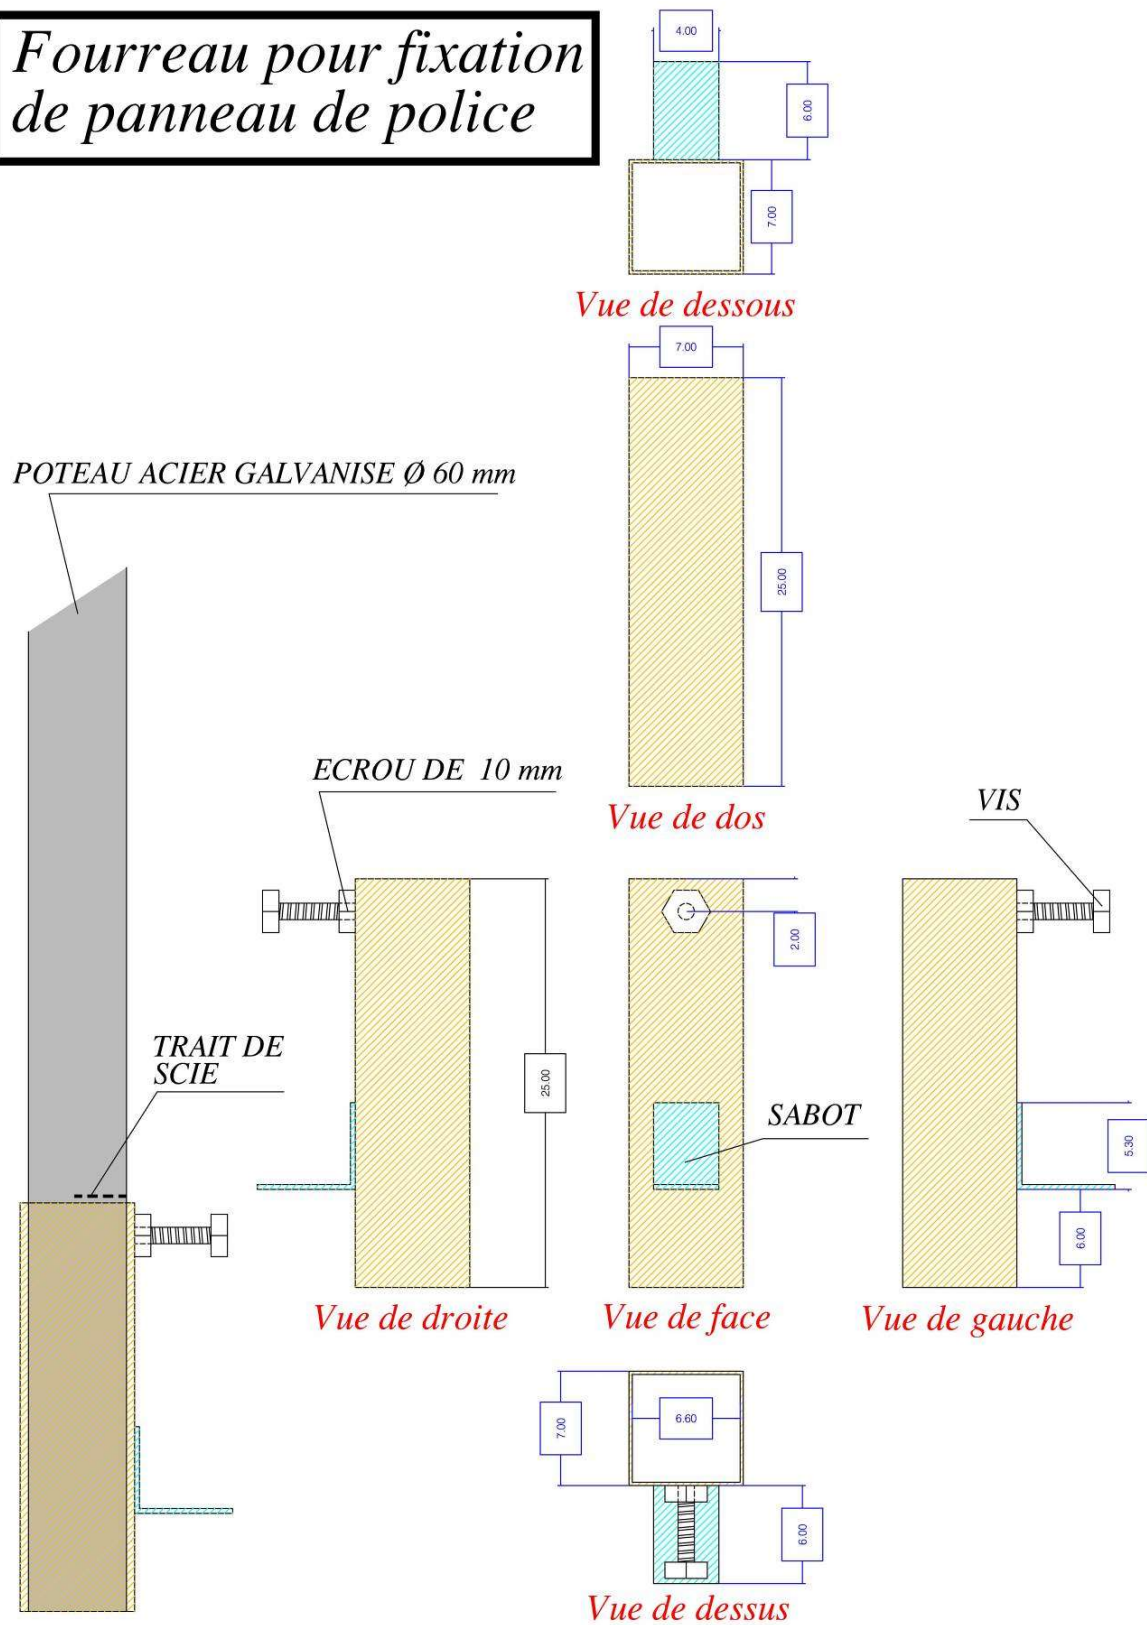 Fourreau pour fixation
de panneau de police
4.00
6.00
7.00
Vue de dessous
7.00
25.00
Vue de dos
POTEAU ACIER GALVANISE Ø 60 mm
ECROU DE 10 mm
VIS
2.00
TRAIT DE
SCIE
25.00
SABOT
5.30
6.00
Vue de droite
Vue de face
Vue de gauche
7.00
6.60
6.00
Vue de dessus